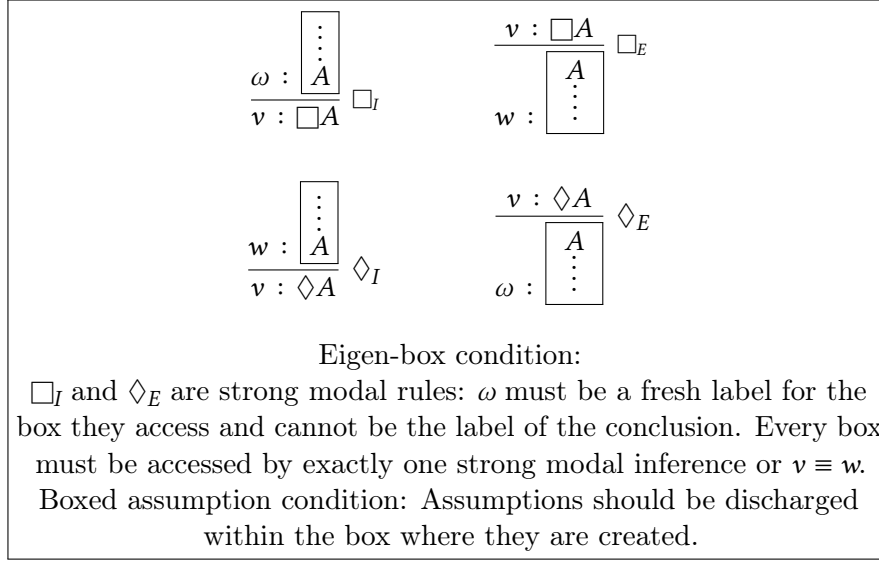 ⋮
ω : A
v : □A □I
v : □A □E
A
w : ⋮
⋮
w : A
v : ◇A ◇I
v : ◇A ◇E
A
ω : ⋮
Eigen-box condition:
□I and ◇E are strong modal rules: ω must be a fresh label for the
box they access and cannot be the label of the conclusion. Every box
must be accessed by exactly one strong modal inference or v ≡ w.
Boxed assumption condition: Assumptions should be discharged
within the box where they are created.